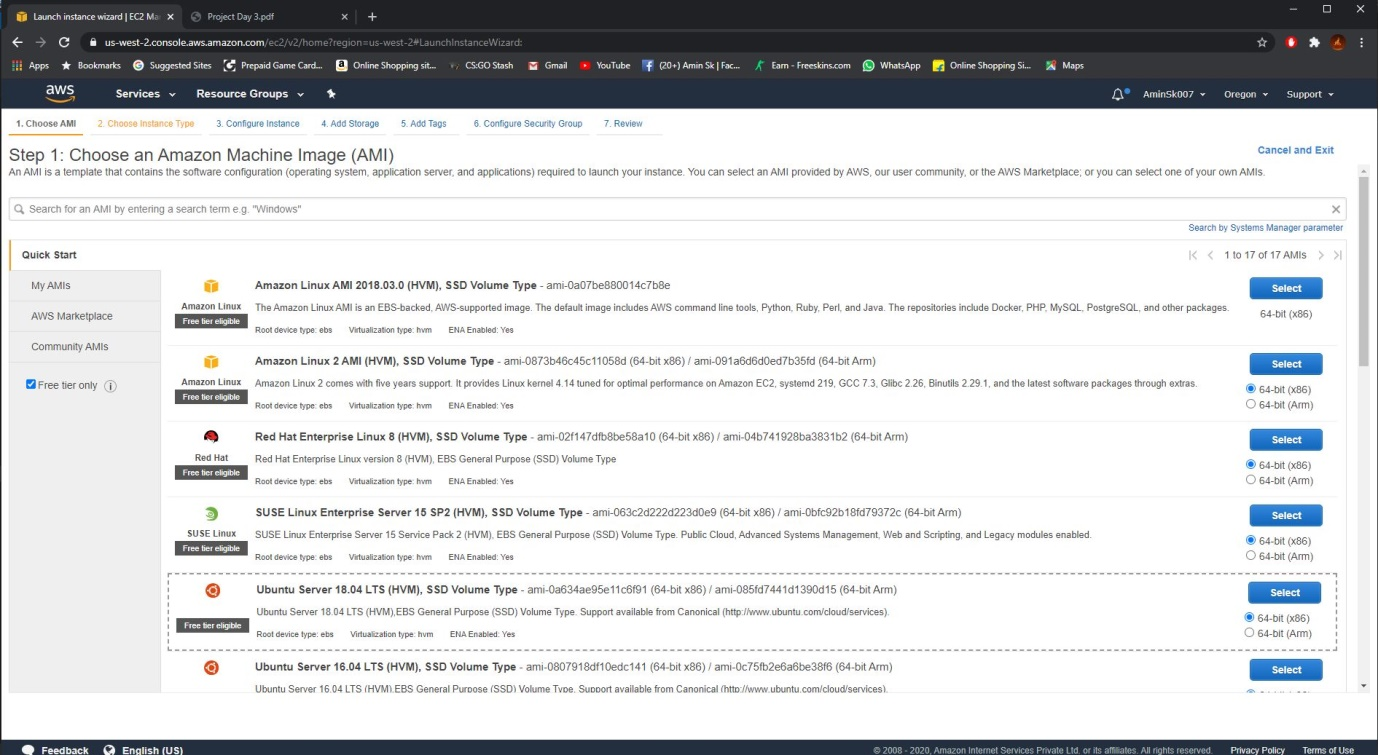 Launch instance wizard | EC2 Ma
Project Day 3.pdf
us-west-2.console.aws.amazon.com/ec2/v2/home?region=us-west-2#LaunchInstanceWizard:
Apps Bookmarks Suggested Sites Prepaid Game Card... Online Shopping sit... CS:GO Stash Gmail YouTube (20+) Amin Sk | Fac... Earn - Freeskins.com WhatsApp Online Shopping Si... Maps
aws Services Resource Groups AminSk007 Oregon Support
1. Choose AMI 2. Choose Instance Type 3. Configure Instance 4. Add Storage 5. Add Tags 6. Configure Security Group 7. Review
Step 1: Choose an Amazon Machine Image (AMI)
Cancel and Exit
An AMI is a template that contains the software configuration (operating system, application server, and applications) required to launch your instance. You can select an AMI provided by AWS, our user community, or the AWS Marketplace; or you can select one of your own AMIs.
Search for an AMI by entering a search term e.g. "Windows"
Search by Systems Manager parameter
Quick Start
1 to 17 of 17 AMIs
My AMIs
AWS Marketplace
Community AMIs
Free tier only
Amazon Linux
Free tier eligible
Amazon Linux AMI 2018.03.0 (HVM), SSD Volume Type - ami-0a07be880014c7b8e
The Amazon Linux AMI is an EBS-backed, AWS-supported image. The default image includes AWS command line tools, Python, Ruby, Perl, and Java. The repositories include Docker, PHP, MySQL, PostgreSQL, and other packages.
Root device type: ebs Virtualization type: hvm ENA Enabled: Yes
Select
64-bit (x86)
Amazon Linux
Free tier eligible
Amazon Linux 2 AMI (HVM), SSD Volume Type - ami-0873b46c45c11058d (64-bit x86) / ami-091a6d6d0ed7b35fd (64-bit Arm)
Amazon Linux 2 comes with five years support. It provides Linux kernel 4.14 tuned for optimal performance on Amazon EC2, systemd 219, GCC 7.3, Glibc 2.26, Binutils 2.29.1, and the latest software packages through extras.
Root device type: ebs Virtualization type: hvm ENA Enabled: Yes
Select
64-bit (x86)
64-bit (Arm)
Red Hat
Free tier eligible
Red Hat Enterprise Linux 8 (HVM), SSD Volume Type - ami-02f147dfb8be58a10 (64-bit x86) / ami-04b741928ba3831b2 (64-bit Arm)
Red Hat Enterprise Linux version 8 (HVM), EBS General Purpose (SSD) Volume Type
Root device type: ebs Virtualization type: hvm ENA Enabled: Yes
Select
64-bit (x86)
64-bit (Arm)
SUSE Linux
Free tier eligible
SUSE Linux Enterprise Server 15 SP2 (HVM), SSD Volume Type - ami-063c2d222d223d0e9 (64-bit x86) / ami-0bfc92b18fd79372c (64-bit Arm)
SUSE Linux Enterprise Server 15 Service Pack 2 (HVM), EBS General Purpose (SSD) Volume Type. Public Cloud, Advanced Systems Management, Web and Scripting, and Legacy modules enabled.
Root device type: ebs Virtualization type: hvm ENA Enabled: Yes
Select
64-bit (x86)
64-bit (Arm)
Free tier eligible
Ubuntu Server 18.04 LTS (HVM), SSD Volume Type - ami-0a634ae95e11c6f91 (64-bit x86) / ami-085fd7441d1390d15 (64-bit Arm)
Ubuntu Server 18.04 LTS (HVM),EBS General Purpose (SSD) Volume Type. Support available from Canonical (http://www.ubuntu.com/cloud/services).
Root device type: ebs Virtualization type: hvm ENA Enabled: Yes
Select
64-bit (x86)
64-bit (Arm)
Ubuntu Server 16.04 LTS (HVM), SSD Volume Type - ami-0807918df10edc141 (64-bit x86) / ami-0c75fb2e6a6be38f6 (64-bit Arm)
Ubuntu Server 16.04 LTS (HVM),EBS General Purpose (SSD) Volume Type. Support available from Canonical (http://www.ubuntu.com/cloud/services).
Select
Feedback English (US) © 2008 - 2020, Amazon Internet Services Private Ltd. or its affiliates. All rights reserved. Privacy Policy Terms of Use